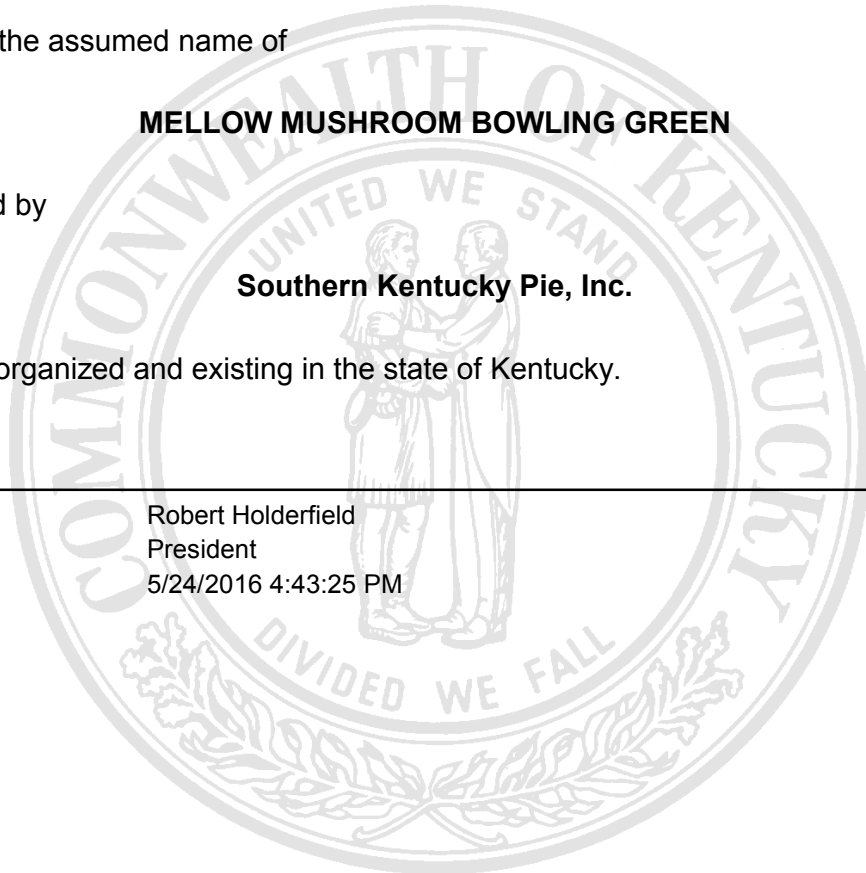 the assumed name of
MELLOW MUSHROOM BOWLING GREEN
d by
Southern Kentucky Pie, Inc.
organized and existing in the state of Kentucky.
Robert Holderfield
President
5/24/2016 4:43:25 PM
COMMONWEALTH OF KENTUCKY
UNITED WE STAND
DIVIDED WE FALL